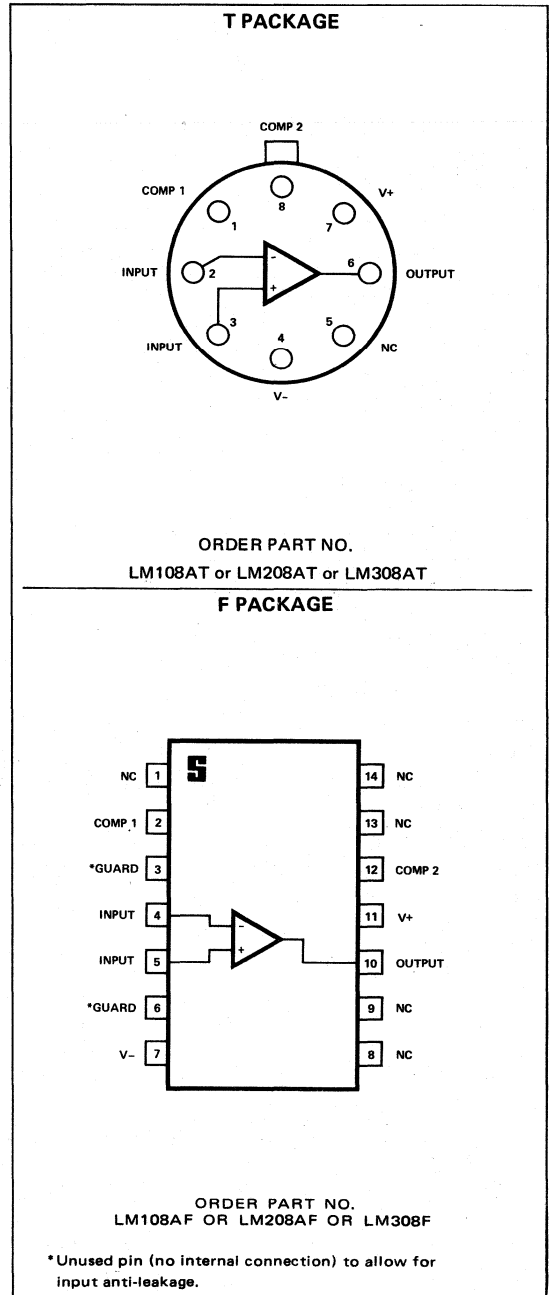 T PACKAGE
COMP 2
COMP 1
V+
8
1
7
INPUT
2
-
6
OUTPUT
+
3
4
5
INPUT
NC
V-
ORDER PART NO.
LM108AT or LM208AT or LM308AT
F PACKAGE
S
NC 1
14 NC
COMP 1 2
13 NC
*GUARD 3
12 COMP 2
INPUT 4
-
11 V+
INPUT 5
+
10 OUTPUT
*GUARD 6
9 NC
V- 7
8 NC
ORDER PART NO.
LM108AF OR LM208AF OR LM308F
*Unused pin (no internal connection) to allow for
input anti-leakage.